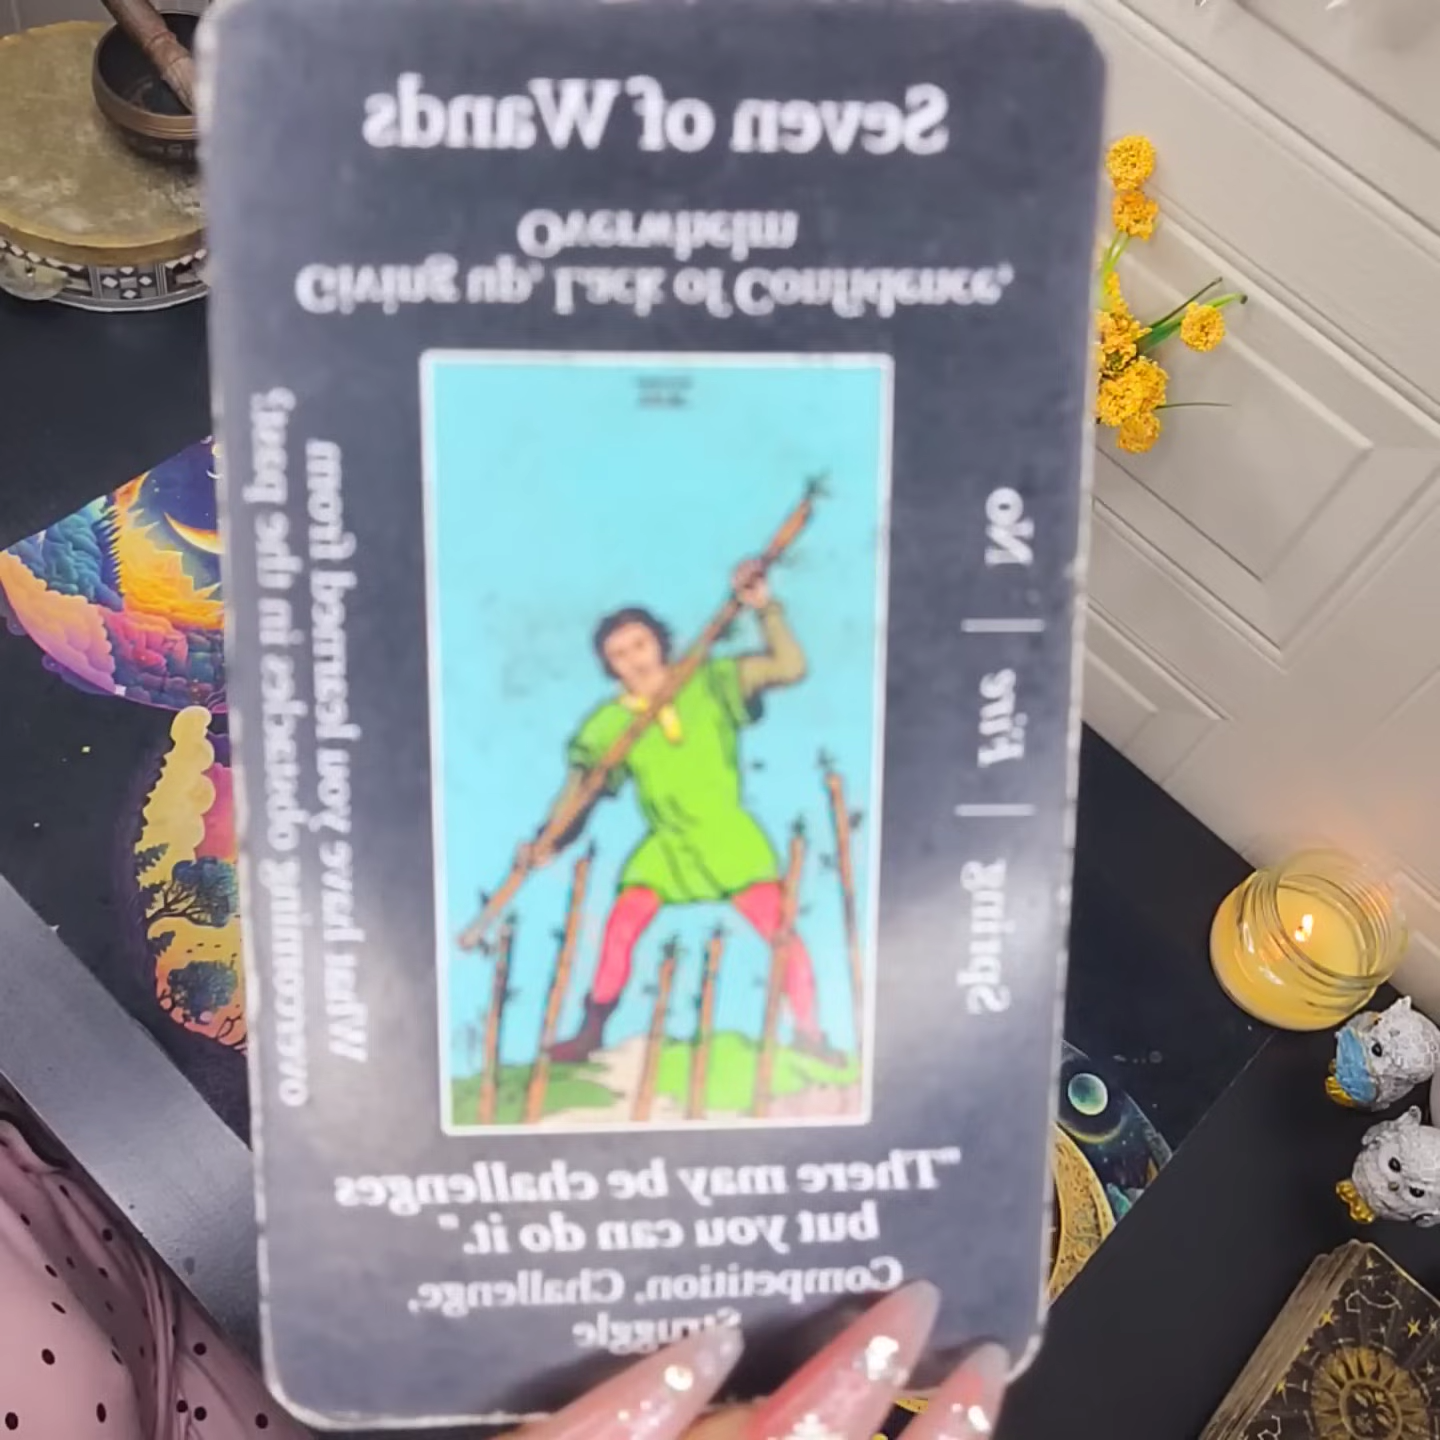 Seven of Wands
Giving up, Lack of Confidence,
Overwhelm
What have you learned from
overcoming obstacles in the past?
Spring | Fire | No
"There may be challenges
but you can do it."
Competition, Challenge,
Struggle